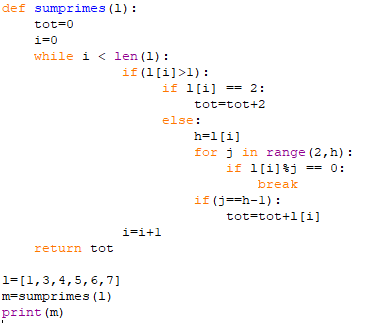 def sumprimes(l):
    tot=0
    i=0
    while i < len(l):
               if(l[i]>1):
                    if l[i] == 2:
                        tot=tot+2
                    else:
                        h=l[i]
                        for j in range(2,h):
                            if l[i]%j == 0:
                                break
                        if(j==h-1):
                            tot=tot+l[i]
               i=i+1
    return tot

l=[1,3,4,5,6,7]
m=sumprimes(l)
print(m)